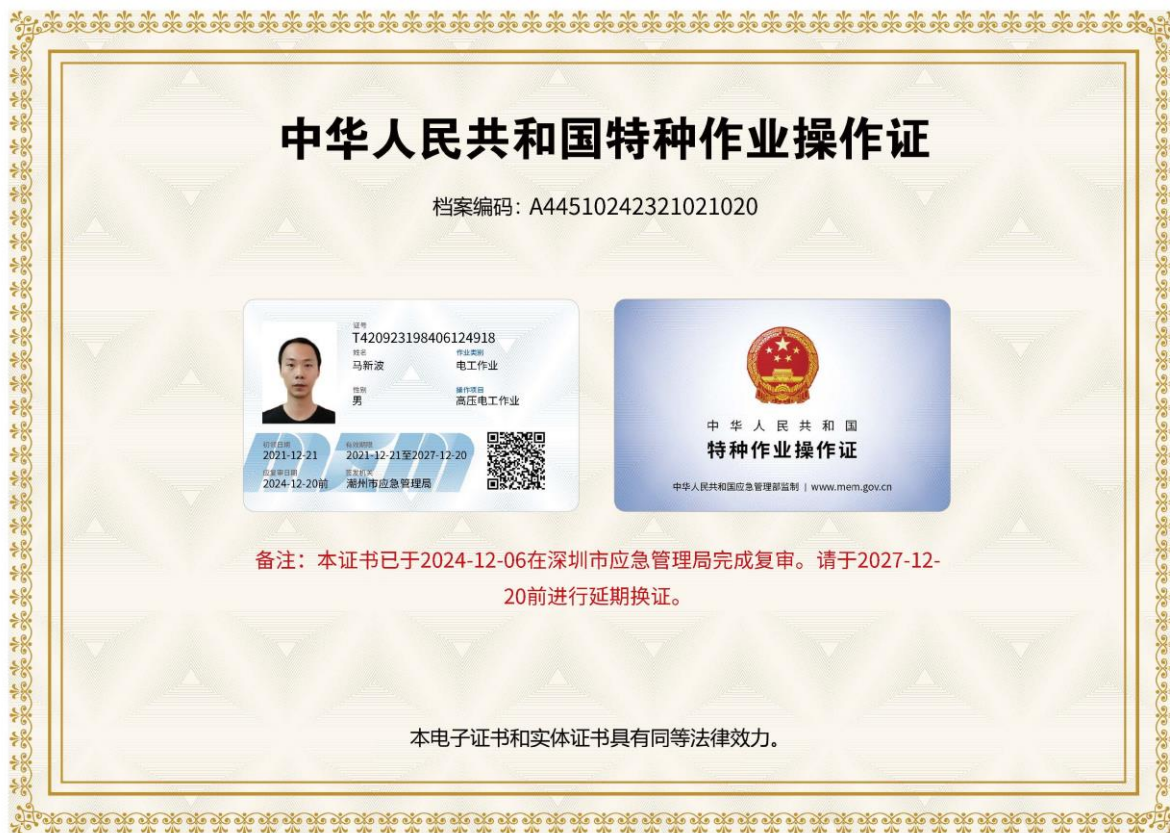 中华人民共和国特种作业操作证
档案编码：A44510242321021020
证号
T420923198406124918
姓名 作业类别
马新波 电工作业
性别 操作项目
男 高压电工作业
初领日期 有效期限
2021-12-21 2021-12-21至2027-12-20
应复审日期 签发机关
2024-12-20前 潮州市应急管理局
中华人民共和国
特种作业操作证
中华人民共和国应急管理部监制 | www.mem.gov.cn
备注：本证书已于2024-12-06在深圳市应急管理局完成复审。请于2027-12-
20前进行延期换证。
本电子证书和实体证书具有同等法律效力。